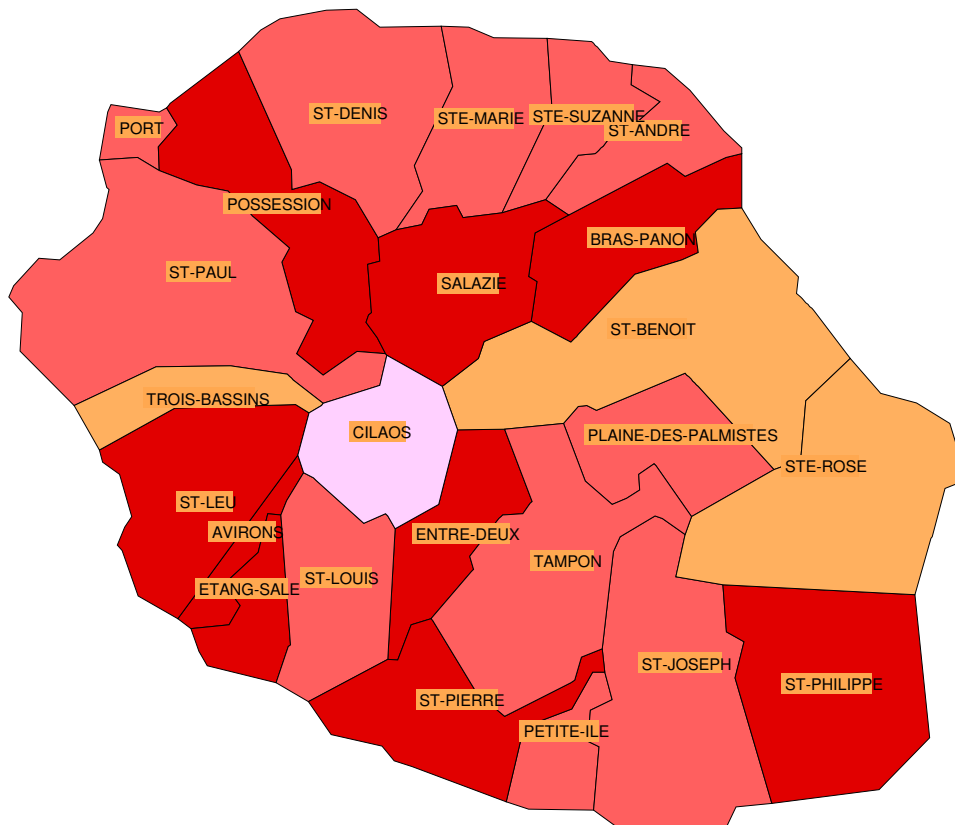 ST-DENIS
STE-MARIE
STE-SUZANNE
PORT
ST-ANDRE
POSSESSION
BRAS-PANON
ST-PAUL
SALAZIE
ST-BENOIT
TROIS-BASSINS
CILAOS
PLAINE-DES-PALMISTES
STE-ROSE
ST-LEU
AVIRONS
ENTRE-DEUX
TAMPON
ST-LOUIS
ETANG-SALE
ST-JOSEPH
ST-PHILIPPE
ST-PIERRE
PETITE-ILE